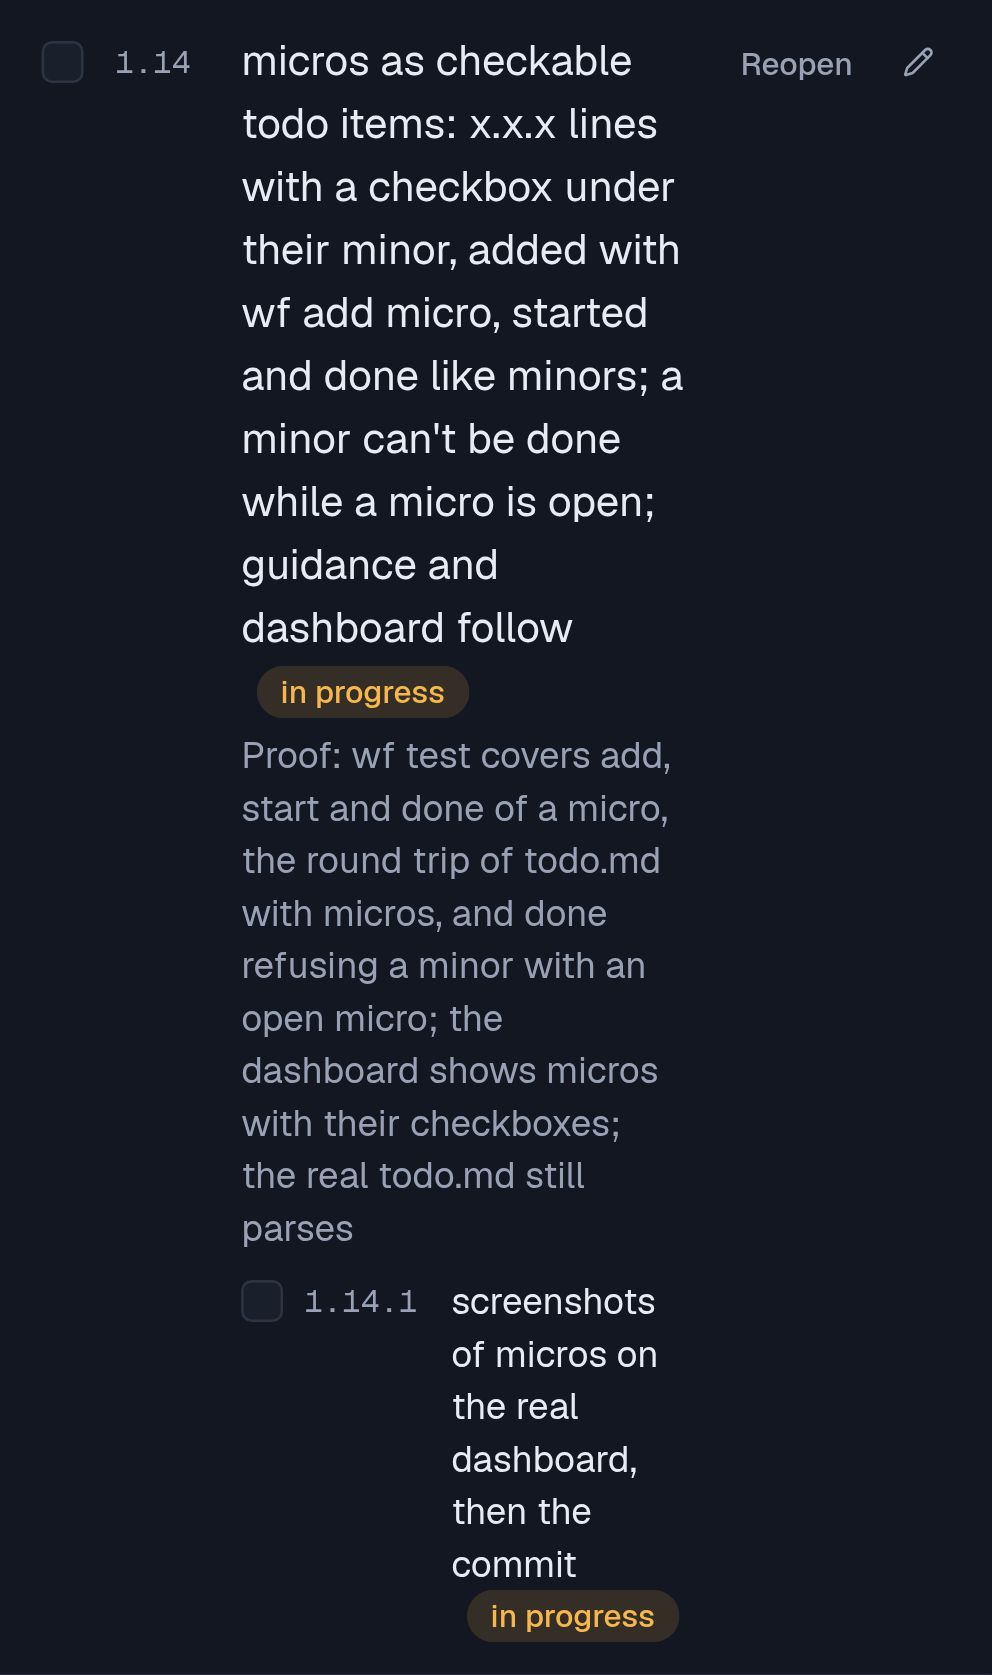 1.14 micros as checkable Reopen
todo items: x.x.x lines
with a checkbox under
their minor, added with
wf add micro, started
and done like minors; a
minor can't be done
while a micro is open;
guidance and
dashboard follow
in progress
Proof: wf test covers add,
start and done of a micro,
the round trip of todo.md
with micros, and done
refusing a minor with an
open micro; the
dashboard shows micros
with their checkboxes;
the real todo.md still
parses
1.14.1 screenshots
of micros on
the real
dashboard,
then the
commit
in progress